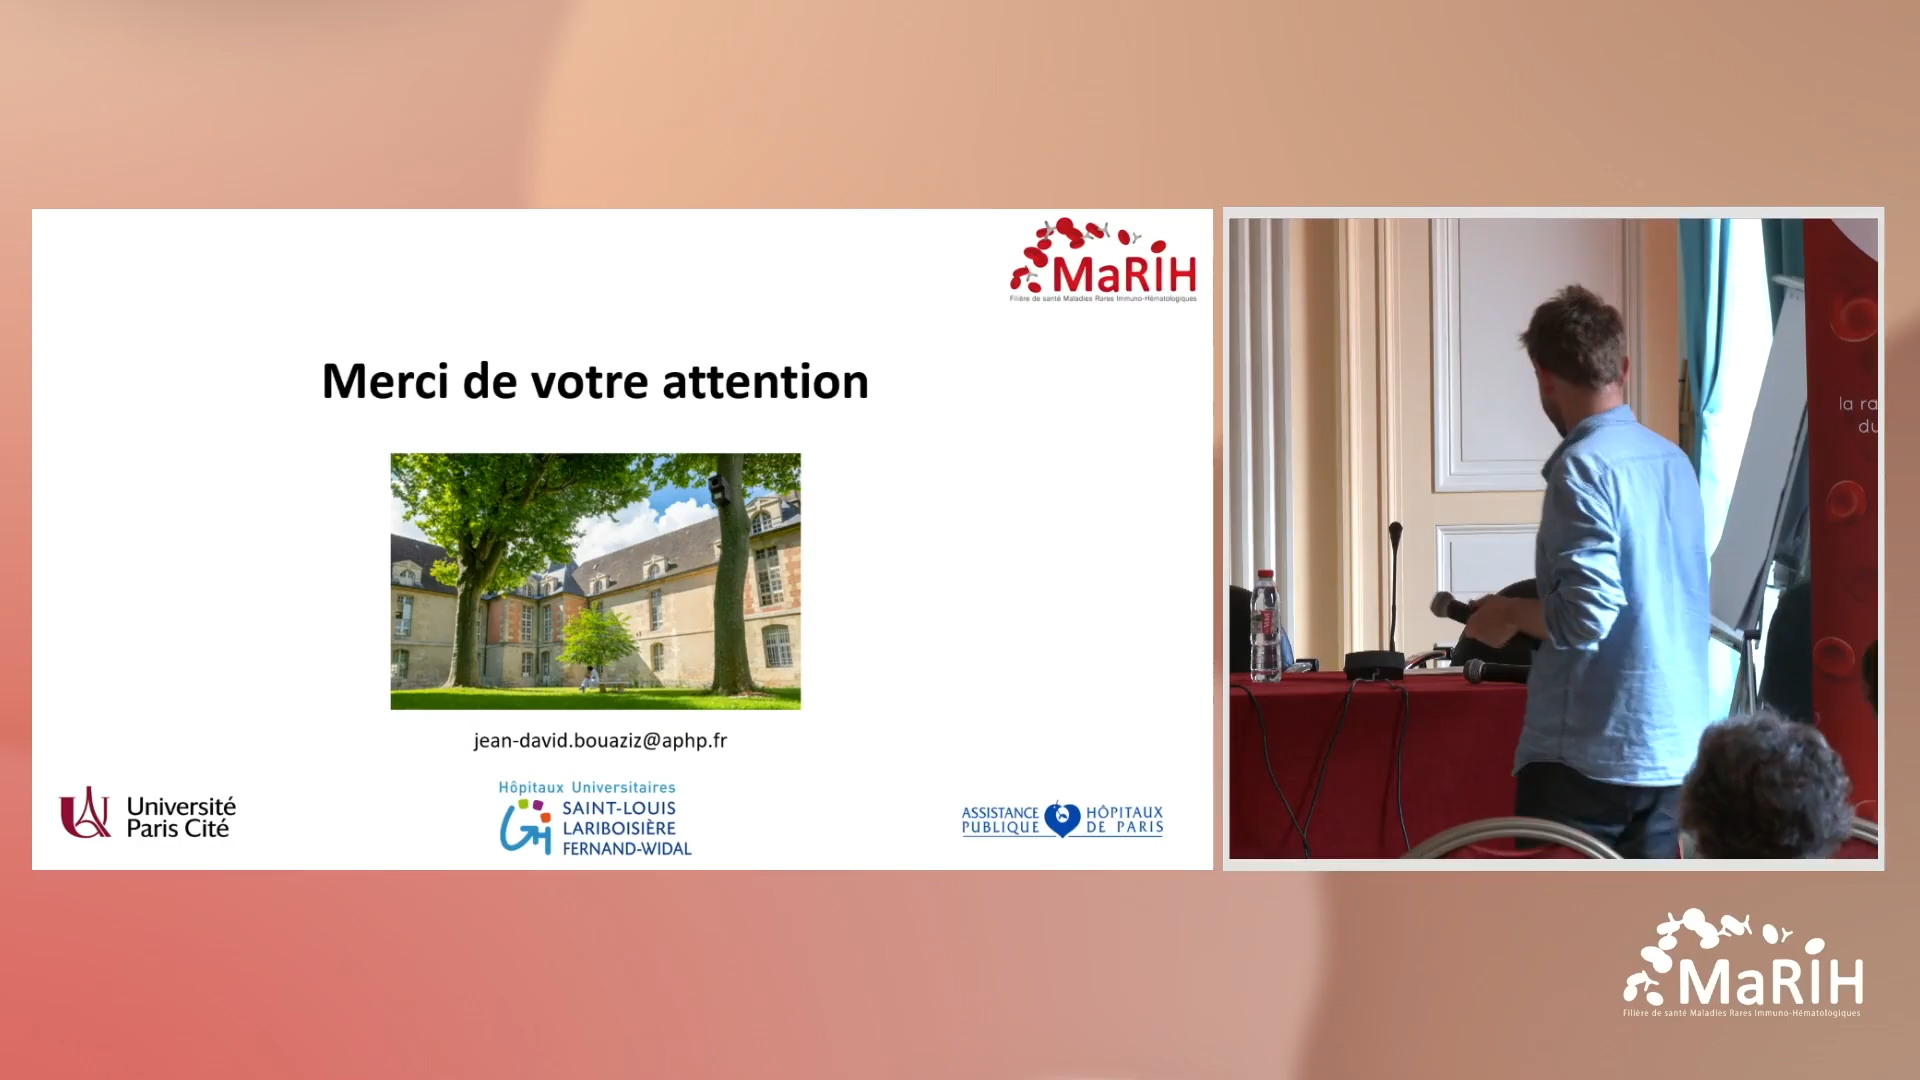 MaRIH
Filière de santé Maladies Rares Immuno-Hématologiques
Merci de votre attention
jean-david.bouaziz@aphp.fr
Université
Paris Cité
Hôpitaux Universitaires
SAINT-LOUIS
LARIBOISIÈRE
FERNAND-WIDAL
ASSISTANCE HÔPITAUX
PUBLIQUE DE PARIS
la ra
du
MaRIH
Filière de santé Maladies Rares Immuno-Hématologiques